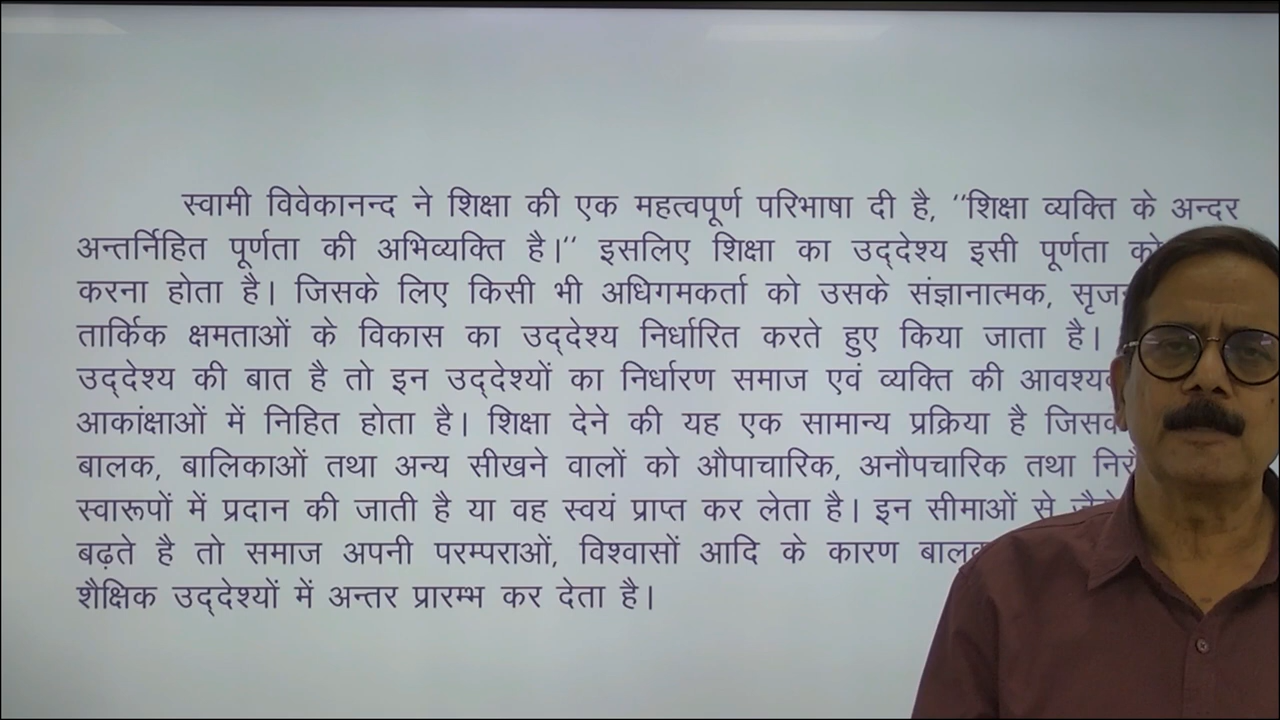 स्वामी विवेकानन्द ने शिक्षा की एक महत्वपूर्ण परिभाषा दी है, ‘‘शिक्षा व्यक्ति के अन्दर
अन्तर्निहित पूर्णता की अभिव्यक्ति है।‘‘ इसलिए शिक्षा का उद्देश्य इसी पूर्णता को
करना होता है। जिसके लिए किसी भी अधिगमकर्ता को उसके संज्ञानात्मक,
तार्किक क्षमताओं के विकास का उद्देश्य निर्धारित करते हुए किया जाता है।
उद्देश्य की बात है तो इन उद्देश्यों का निर्धारण समाज एवं व्यक्ति की
आकांक्षाओं में निहित होता है। शिक्षा देने की यह एक सामान्य प्रक्रिया है
बालक, बालिकाओं तथा अन्य सीखने वालों को औपाचारिक, अनौपचारिक तथा
स्वारूपों में प्रदान की जाती है या वह स्वयं प्राप्त कर लेता है। इन सीमाओं से
बढ़ते है तो समाज अपनी परम्पराओं, विश्वासों आदि के कारण
शैक्षिक उद्देश्यों में अन्तर प्रारम्भ कर देता है।